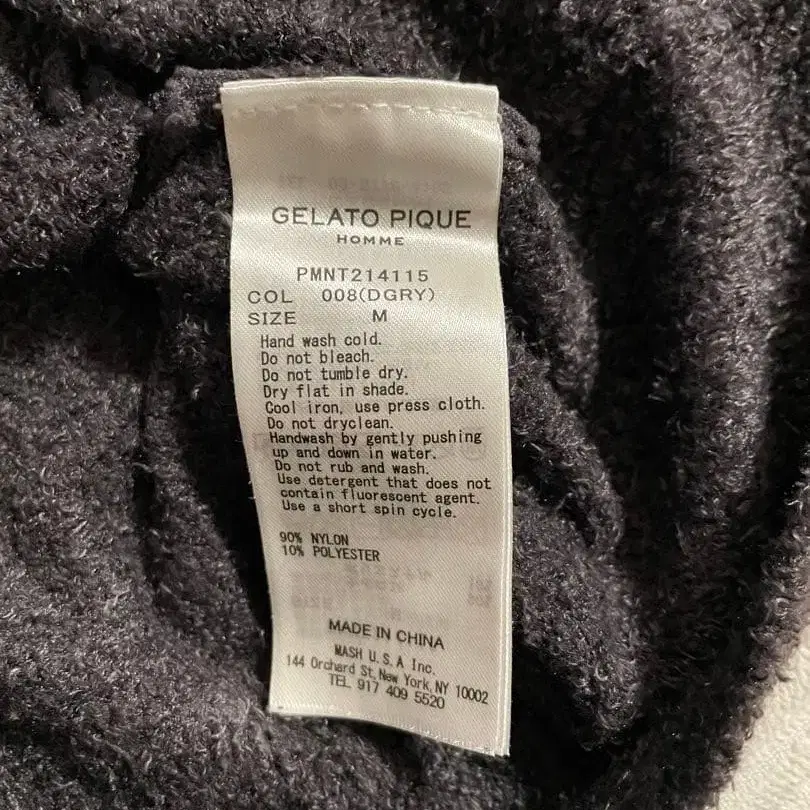 GELATO PIQUE
HOMME
PMNT214115
COL 008(DGRY)
SIZE M
Hand wash cold.
Do not bleach.
Do not tumble dry.
Dry flat in shade.
Cool iron, use press cloth.
Do not dryclean.
Handwash by gently pushing
up and down in water.
Do not rub and wash.
Use detergent that does not
contain fluorescent agent.
Use a short spin cycle.
90% NYLON
10% POLYESTER
MADE IN CHINA
MASH U.S.A Inc.
144 Orchard St,New York,NY 10002
TEL 917 409 5520